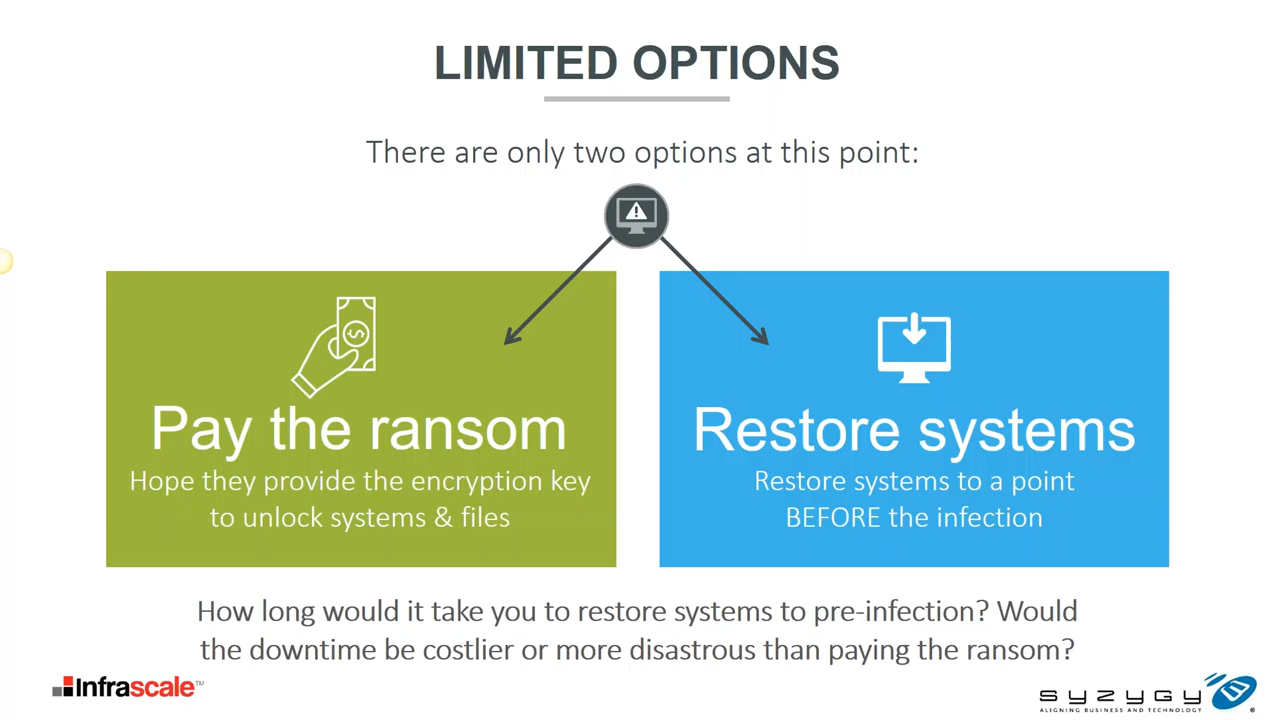 LIMITED OPTIONS
There are only two options at this point:
Pay the ransom
Hope they provide the encryption key
to unlock systems & files
Restore systems
Restore systems to a point
BEFORE the infection
How long would it take you to restore systems to pre-infection? Would
the downtime be costlier or more disastrous than paying the ransom?
Infrascale™
SYZYGY
ALIGNING BUSINESS AND TECHNOLOGY
®